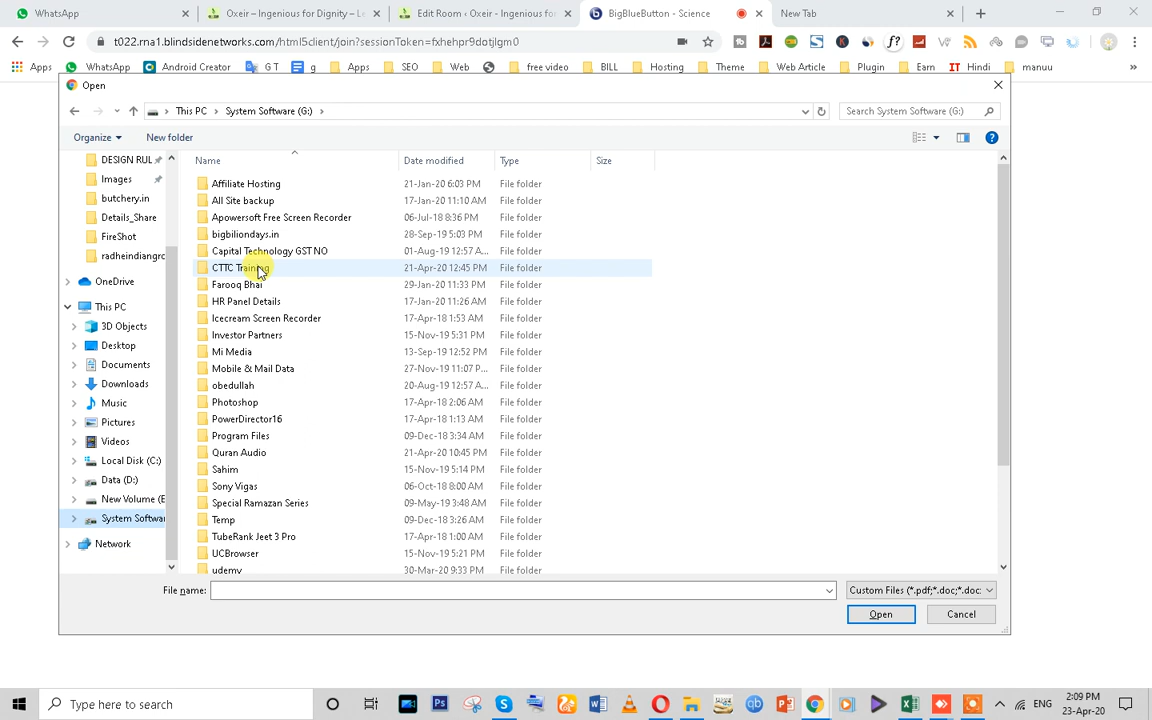 WhatsApp
Oxeir – Ingenious for Dignity – Le
Edit Room ‹ Oxeir - Ingenious for
BigBlueButton - Science
New Tab
t022.rna1.blindsidenetworks.com/html5client/join?sessionToken=fxhehpr9dotjlgm0
Apps
WhatsApp
Android Creator
G T
g
Apps
SEO
Web
free video
BILL
Hosting
Theme
Web Article
Plugin
Earn
IT Hindi
manuu
Open
This PC › System Software (G:) ›
Search System Software (G:)
Organize
New folder
Name
Date modified
Type
Size
DESIGN RUL
Images
butchery.in
Details_Share
FireShot
radheindiangrc
OneDrive
This PC
3D Objects
Desktop
Documents
Downloads
Music
Pictures
Videos
Local Disk (C:)
Data (D:)
New Volume (E
System Softwar
Network
Affiliate Hosting 21-Jan-20 6:03 PM File folder
All Site backup 17-Jan-20 11:10 AM File folder
Apowersoft Free Screen Recorder 06-Jul-18 8:36 PM File folder
bigbiliondays.in 28-Sep-19 5:03 PM File folder
Capital Technology GST NO 01-Aug-19 12:57 A... File folder
CTTC Training 21-Apr-20 12:45 PM File folder
Farooq Bhai 29-Jan-20 11:33 PM File folder
HR Panel Details 17-Jan-20 11:26 AM File folder
Icecream Screen Recorder 17-Apr-18 1:53 AM File folder
Investor Partners 15-Nov-19 5:31 PM File folder
Mi Media 13-Sep-19 12:52 PM File folder
Mobile & Mail Data 27-Nov-19 11:07 P... File folder
obedullah 20-Aug-19 12:57 A... File folder
Photoshop 17-Apr-18 2:06 AM File folder
PowerDirector16 17-Apr-18 1:13 AM File folder
Program Files 09-Dec-18 3:34 AM File folder
Quran Audio 21-Apr-20 10:45 PM File folder
Sahim 15-Nov-19 5:14 PM File folder
Sony Vigas 06-Oct-18 8:00 AM File folder
Special Ramazan Series 09-May-19 3:48 AM File folder
Temp 09-Dec-18 3:26 AM File folder
TubeRank Jeet 3 Pro 17-Apr-18 1:00 AM File folder
UCBrowser 15-Nov-19 5:21 PM File folder
udemy 30-Mar-20 9:33 PM File folder
File name:
Custom Files (*.pdf;*.doc;*.doc:
Open
Cancel
Type here to search
ENG
2:09 PM
23-Apr-20